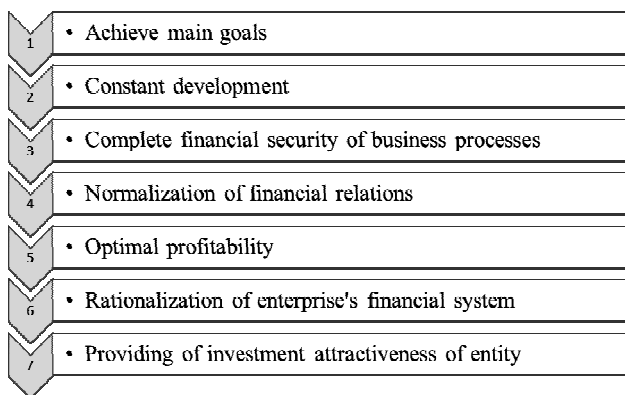 1 • Achieve main goals
2 • Constant development
3 • Complete financial security of business processes
4 • Normalization of financial relations
5 • Optimal profitability
6 • Rationalization of enterprise's financial system
7 • Providing of investment attractiveness of entity